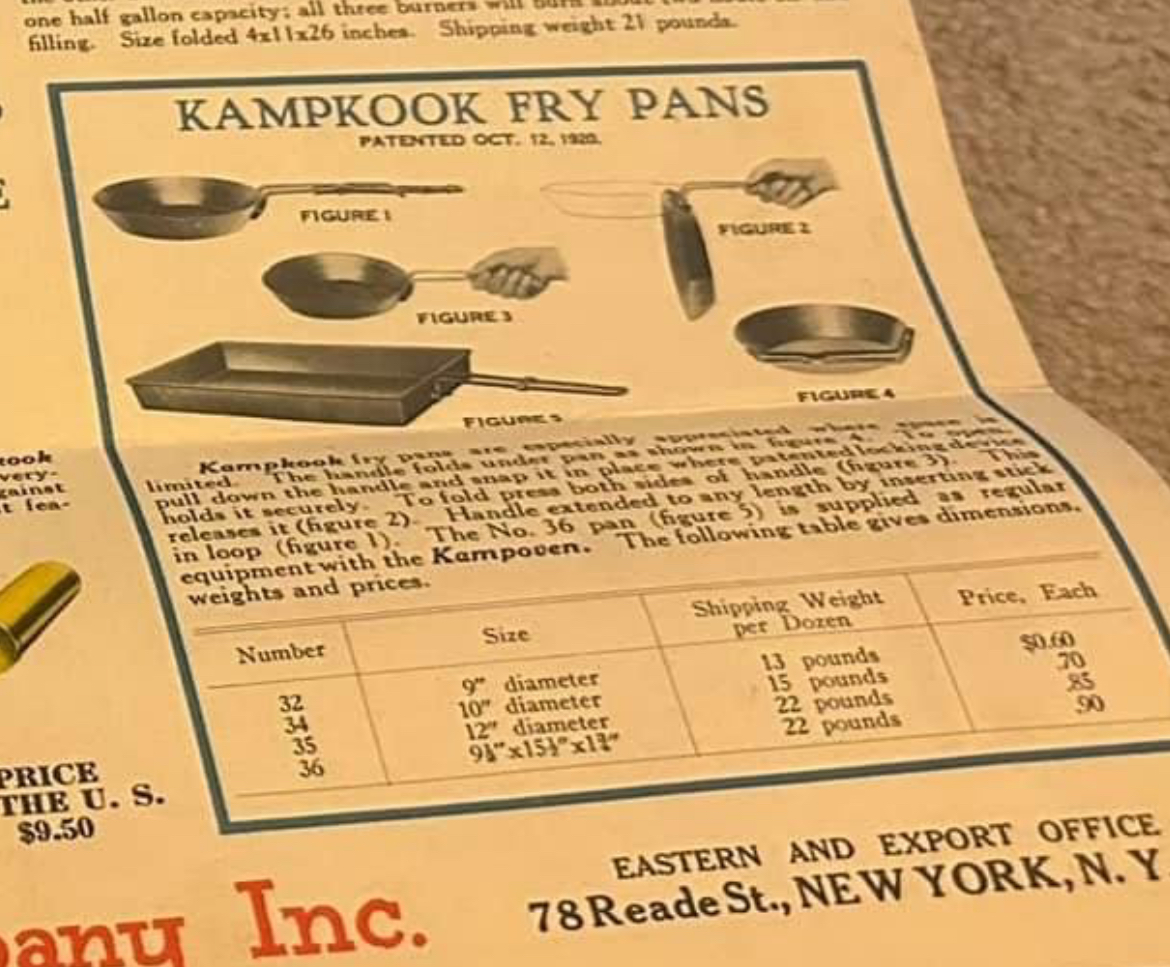 one half gallon capacity; all three burners will burn about two
filling. Size folded 4x11x26 inches. Shipping weight 21 pounds.
KAMPKOOK FRY PANS
PATENTED OCT. 12, 1920.
FIGURE 1
FIGURE 2
FIGURE 3
FIGURE 4
FIGURE 5
Kampkook fry pans are especially appreciated where space is
limited. The handle folds under pan as shown in figure 4. To open,
pull down the handle and snap it in place where patented locking device
holds it securely. To fold press both sides of handle (figure 3). This
releases it (figure 2). Handle extended to any length by inserting stick
in loop (figure 1). The No. 36 pan (figure 5) is supplied as regular
equipment with the Kampoven. The following table gives dimensions,
weights and prices.
Number Size Shipping Weight per Dozen Price, Each
32 9" diameter 13 pounds $0.60
34 10" diameter 15 pounds .70
35 12" diameter 22 pounds .85
36 22 pounds .90
ook
very-
gainst
t fea-
PRICE
THE U. S.
$9.50
pany Inc.
EASTERN AND EXPORT OFFICE
78 Reade St., NEW YORK, N. Y.